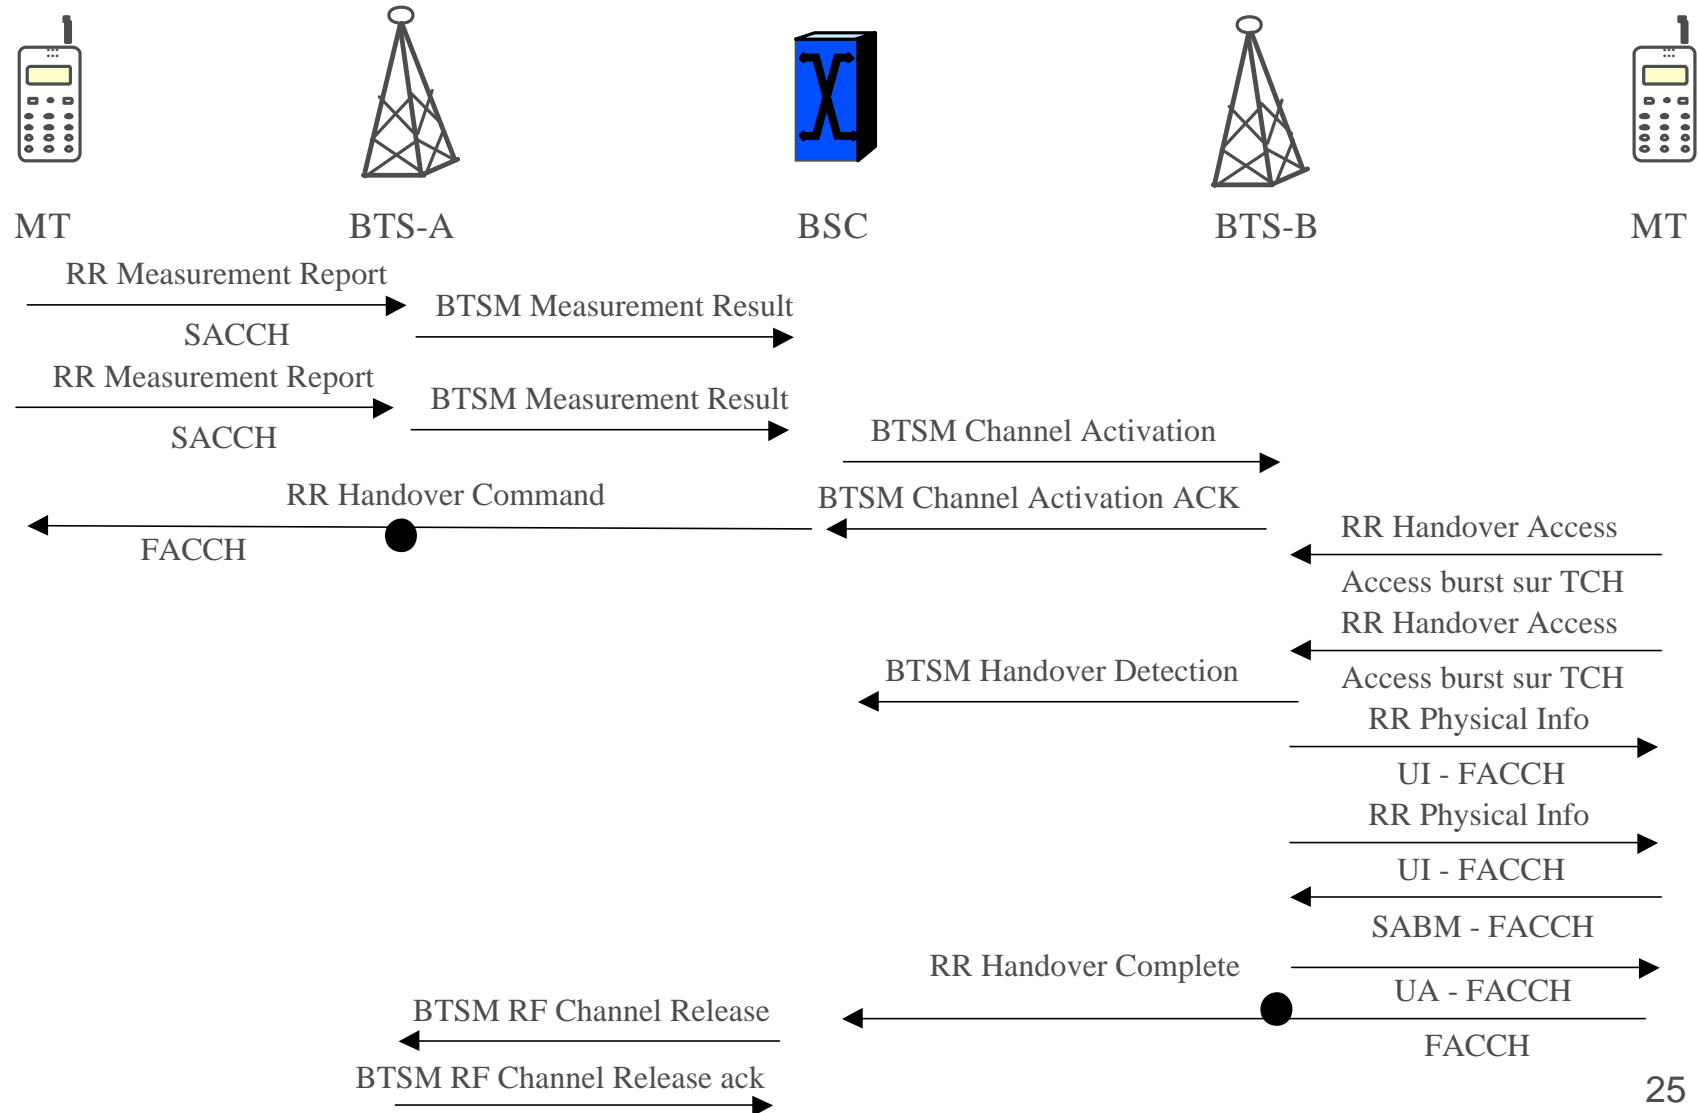 MT
BTS-A
BSC
BTS-B
MT
RR Measurement Report
BTSM Measurement Result
SACCH
RR Measurement Report
BTSM Measurement Result
SACCH
BTSM Channel Activation
RR Handover Command
BTSM Channel Activation ACK
FACCH
RR Handover Access
Access burst sur TCH
RR Handover Access
BTSM Handover Detection
Access burst sur TCH
RR Physical Info
UI - FACCH
RR Physical Info
UI - FACCH
SABM - FACCH
RR Handover Complete
UA - FACCH
BTSM RF Channel Release
FACCH
BTSM RF Channel Release ack
25